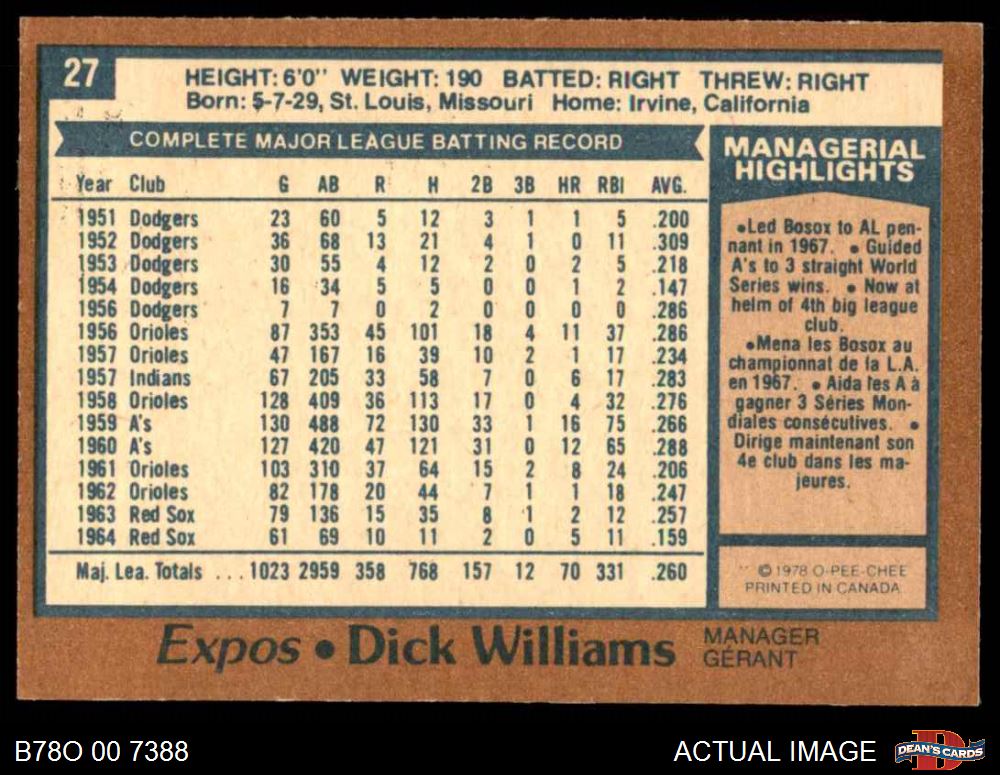 27
HEIGHT: 6'0" WEIGHT: 190 BATTED: RIGHT THREW: RIGHT
Born: 5-7-29, St. Louis, Missouri Home: Irvine, California
COMPLETE MAJOR LEAGUE BATTING RECORD
Year Club G AB R H 2B 3B HR RBI AVG.
1951 Dodgers 23 60 5 12 3 1 1 5 .200
1952 Dodgers 36 68 13 21 4 1 0 11 .309
1953 Dodgers 30 55 4 12 2 0 2 5 .218
1954 Dodgers 16 34 5 5 0 0 1 2 .147
1956 Dodgers 7 7 0 2 0 0 0 0 .286
1956 Orioles 87 353 45 101 18 4 11 37 .286
1957 Orioles 47 167 16 39 10 2 1 17 .234
1957 Indians 67 205 33 58 7 0 6 17 .283
1958 Orioles 128 409 36 113 17 0 4 32 .276
1959 A's 130 488 72 130 33 1 16 75 .266
1960 A's 127 420 47 121 31 0 12 65 .288
1961 Orioles 103 310 37 64 15 2 8 24 .206
1962 Orioles 82 178 20 44 7 1 1 18 .247
1963 Red Sox 79 136 15 35 8 1 2 12 .257
1964 Red Sox 61 69 10 11 2 0 5 11 .159
Maj. Lea. Totals ... 1023 2959 358 768 157 12 70 331 .260
MANAGERIAL
HIGHLIGHTS
•Led Bosox to AL pen-
nant in 1967. • Guided
A's to 3 straight World
Series wins. • Now at
helm of 4th big league
club.
•Mena les Bosox au
championnat de la L.A.
en 1967. • Aida les A à
gagner 3 Séries Mon-
diales consécutives. •
Dirige maintenant son
4e club dans les ma-
jeures.
© 1978 O-PEE-CHEE
PRINTED IN CANADA
Expos • Dick Williams MANAGER
GÉRANT
B78O 00 7388
ACTUAL IMAGE
DEAN'S CARDS